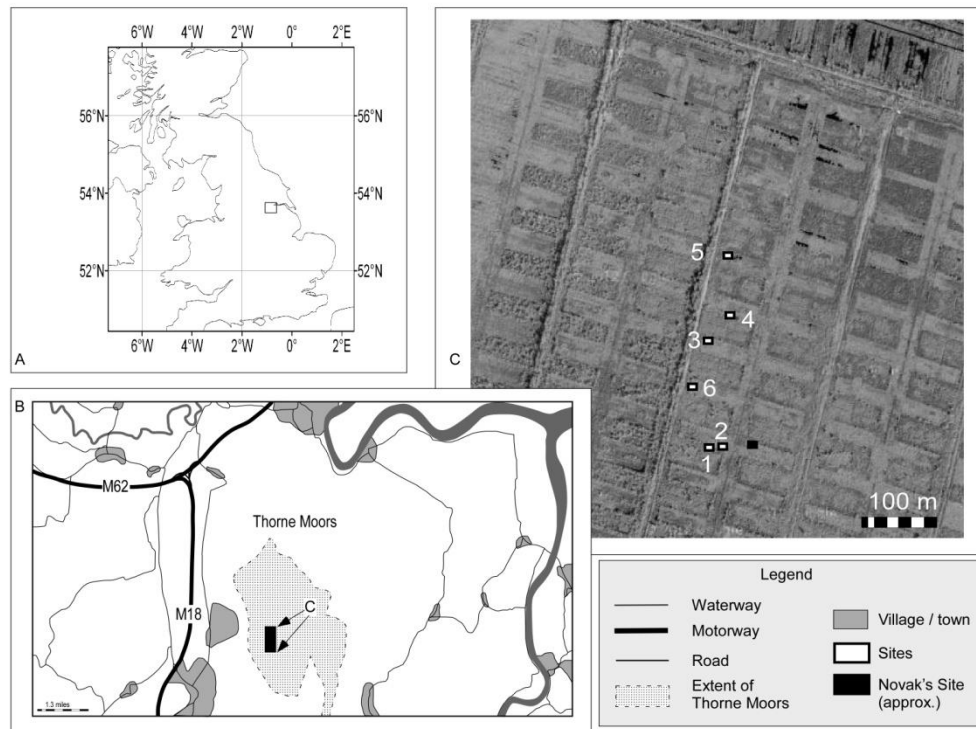 6°W 4°W 2°W 0° 2°E
56°N 56°N
54°N 54°N
52°N 52°N
6°W 4°W 2°W 0° 2°E
A
C
5
4
3
6
2
1
100 m
B
M62
Thorne Moors
C
M18
1.3 miles
Legend
Waterway
Motorway
Road
Extent of
Thorne Moors
Village / town
Sites
Novak's Site
(approx.)